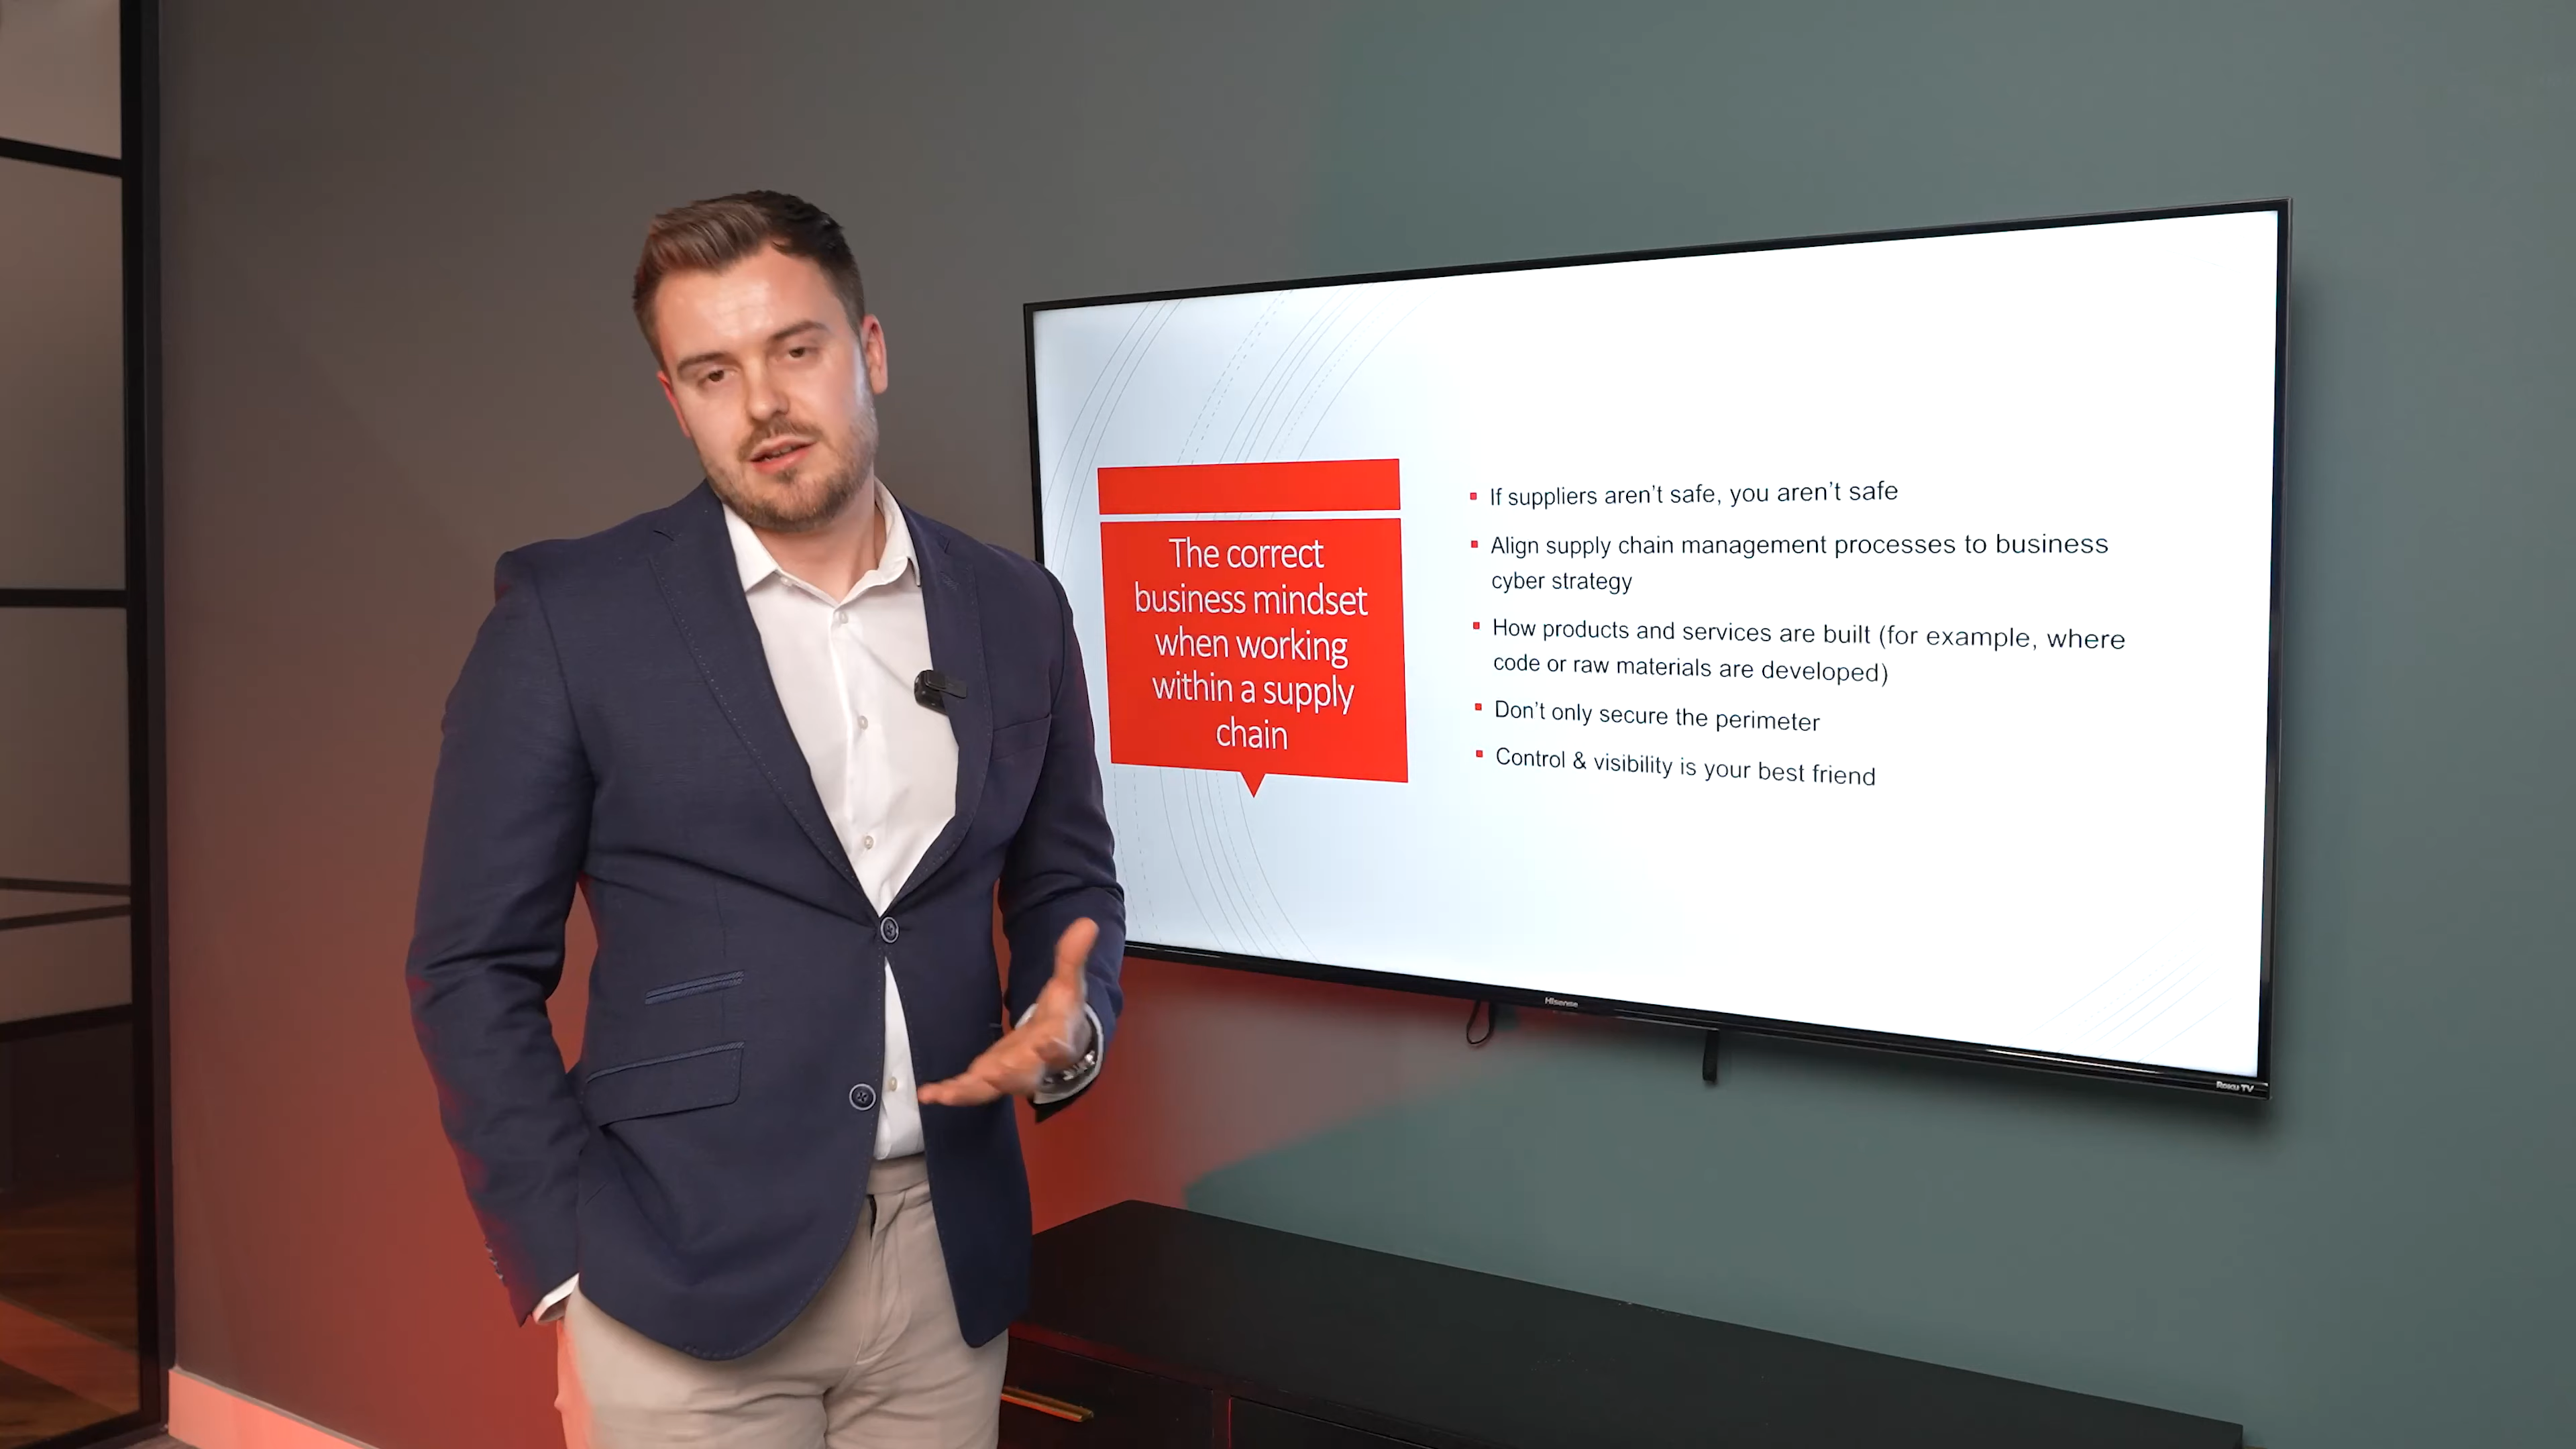 The correct
business mindset
when working
within a supply
chain
If suppliers aren't safe, you aren't safe
Align supply chain management processes to business
cyber strategy
How products and services are built (for example, where
code or raw materials are developed)
Don't only secure the perimeter
Control & visibility is your best friend
Hisense
Roku TV